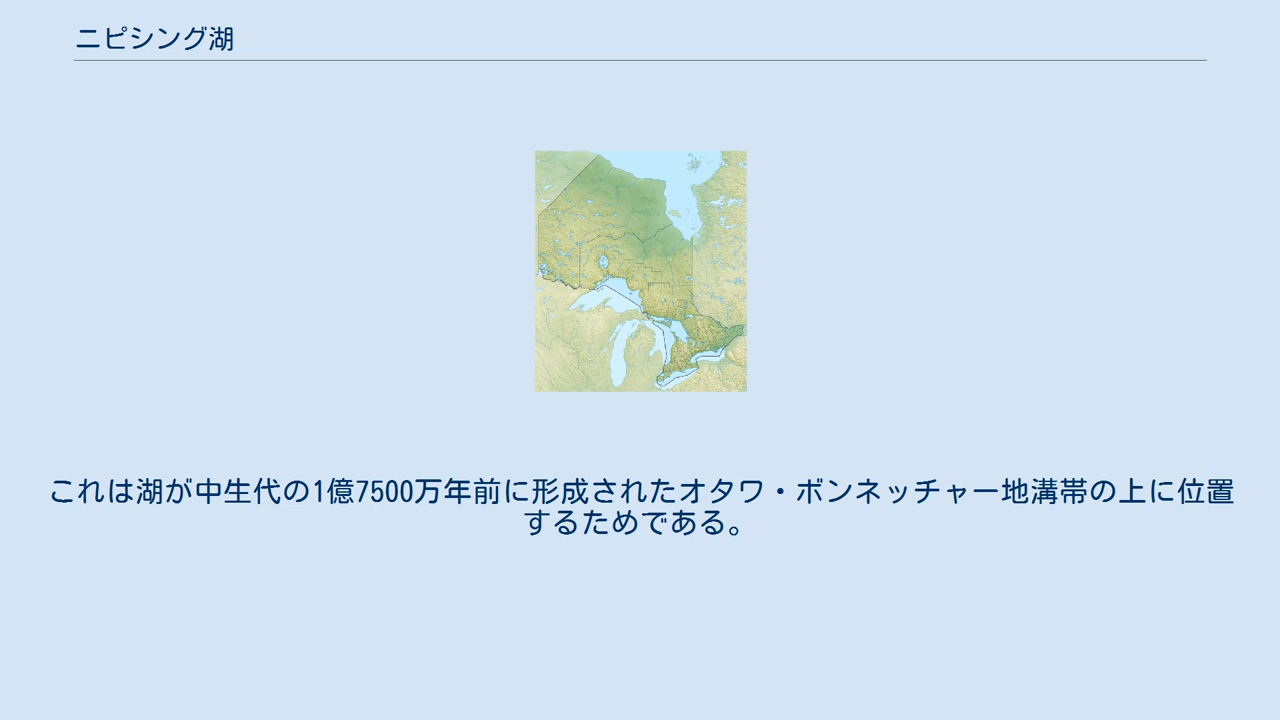 ニピシング湖
これは湖が中生代の1億7500万年前に形成されたオタワ・ボンネッチャー地溝帯の上に位置
するためである。